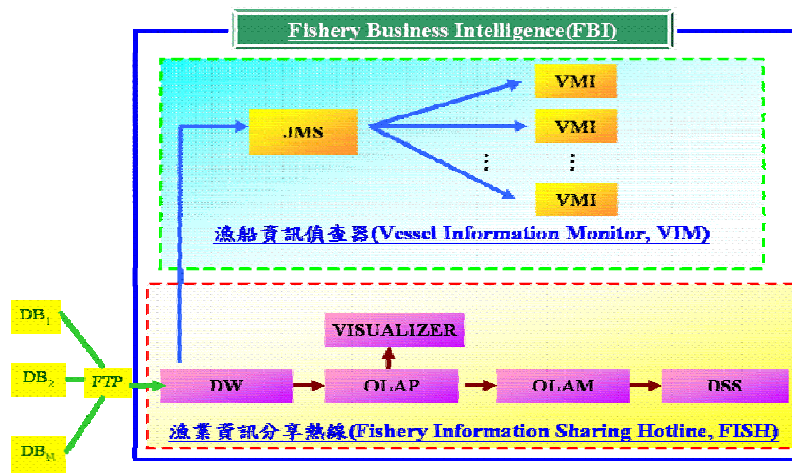 Fishery Business Intelligence(FBI)
VMI
JMS
VMI
⋮ ⋮
VMI
漁船資訊偵查器(Vessel Information Monitor, VIM)
DB1
VISUALIZER
DB2
FTP
DW
OLAP
OLAM
DSS
漁業資訊分享熱線(Fishery Information Sharing Hotline, FISH)
DBN